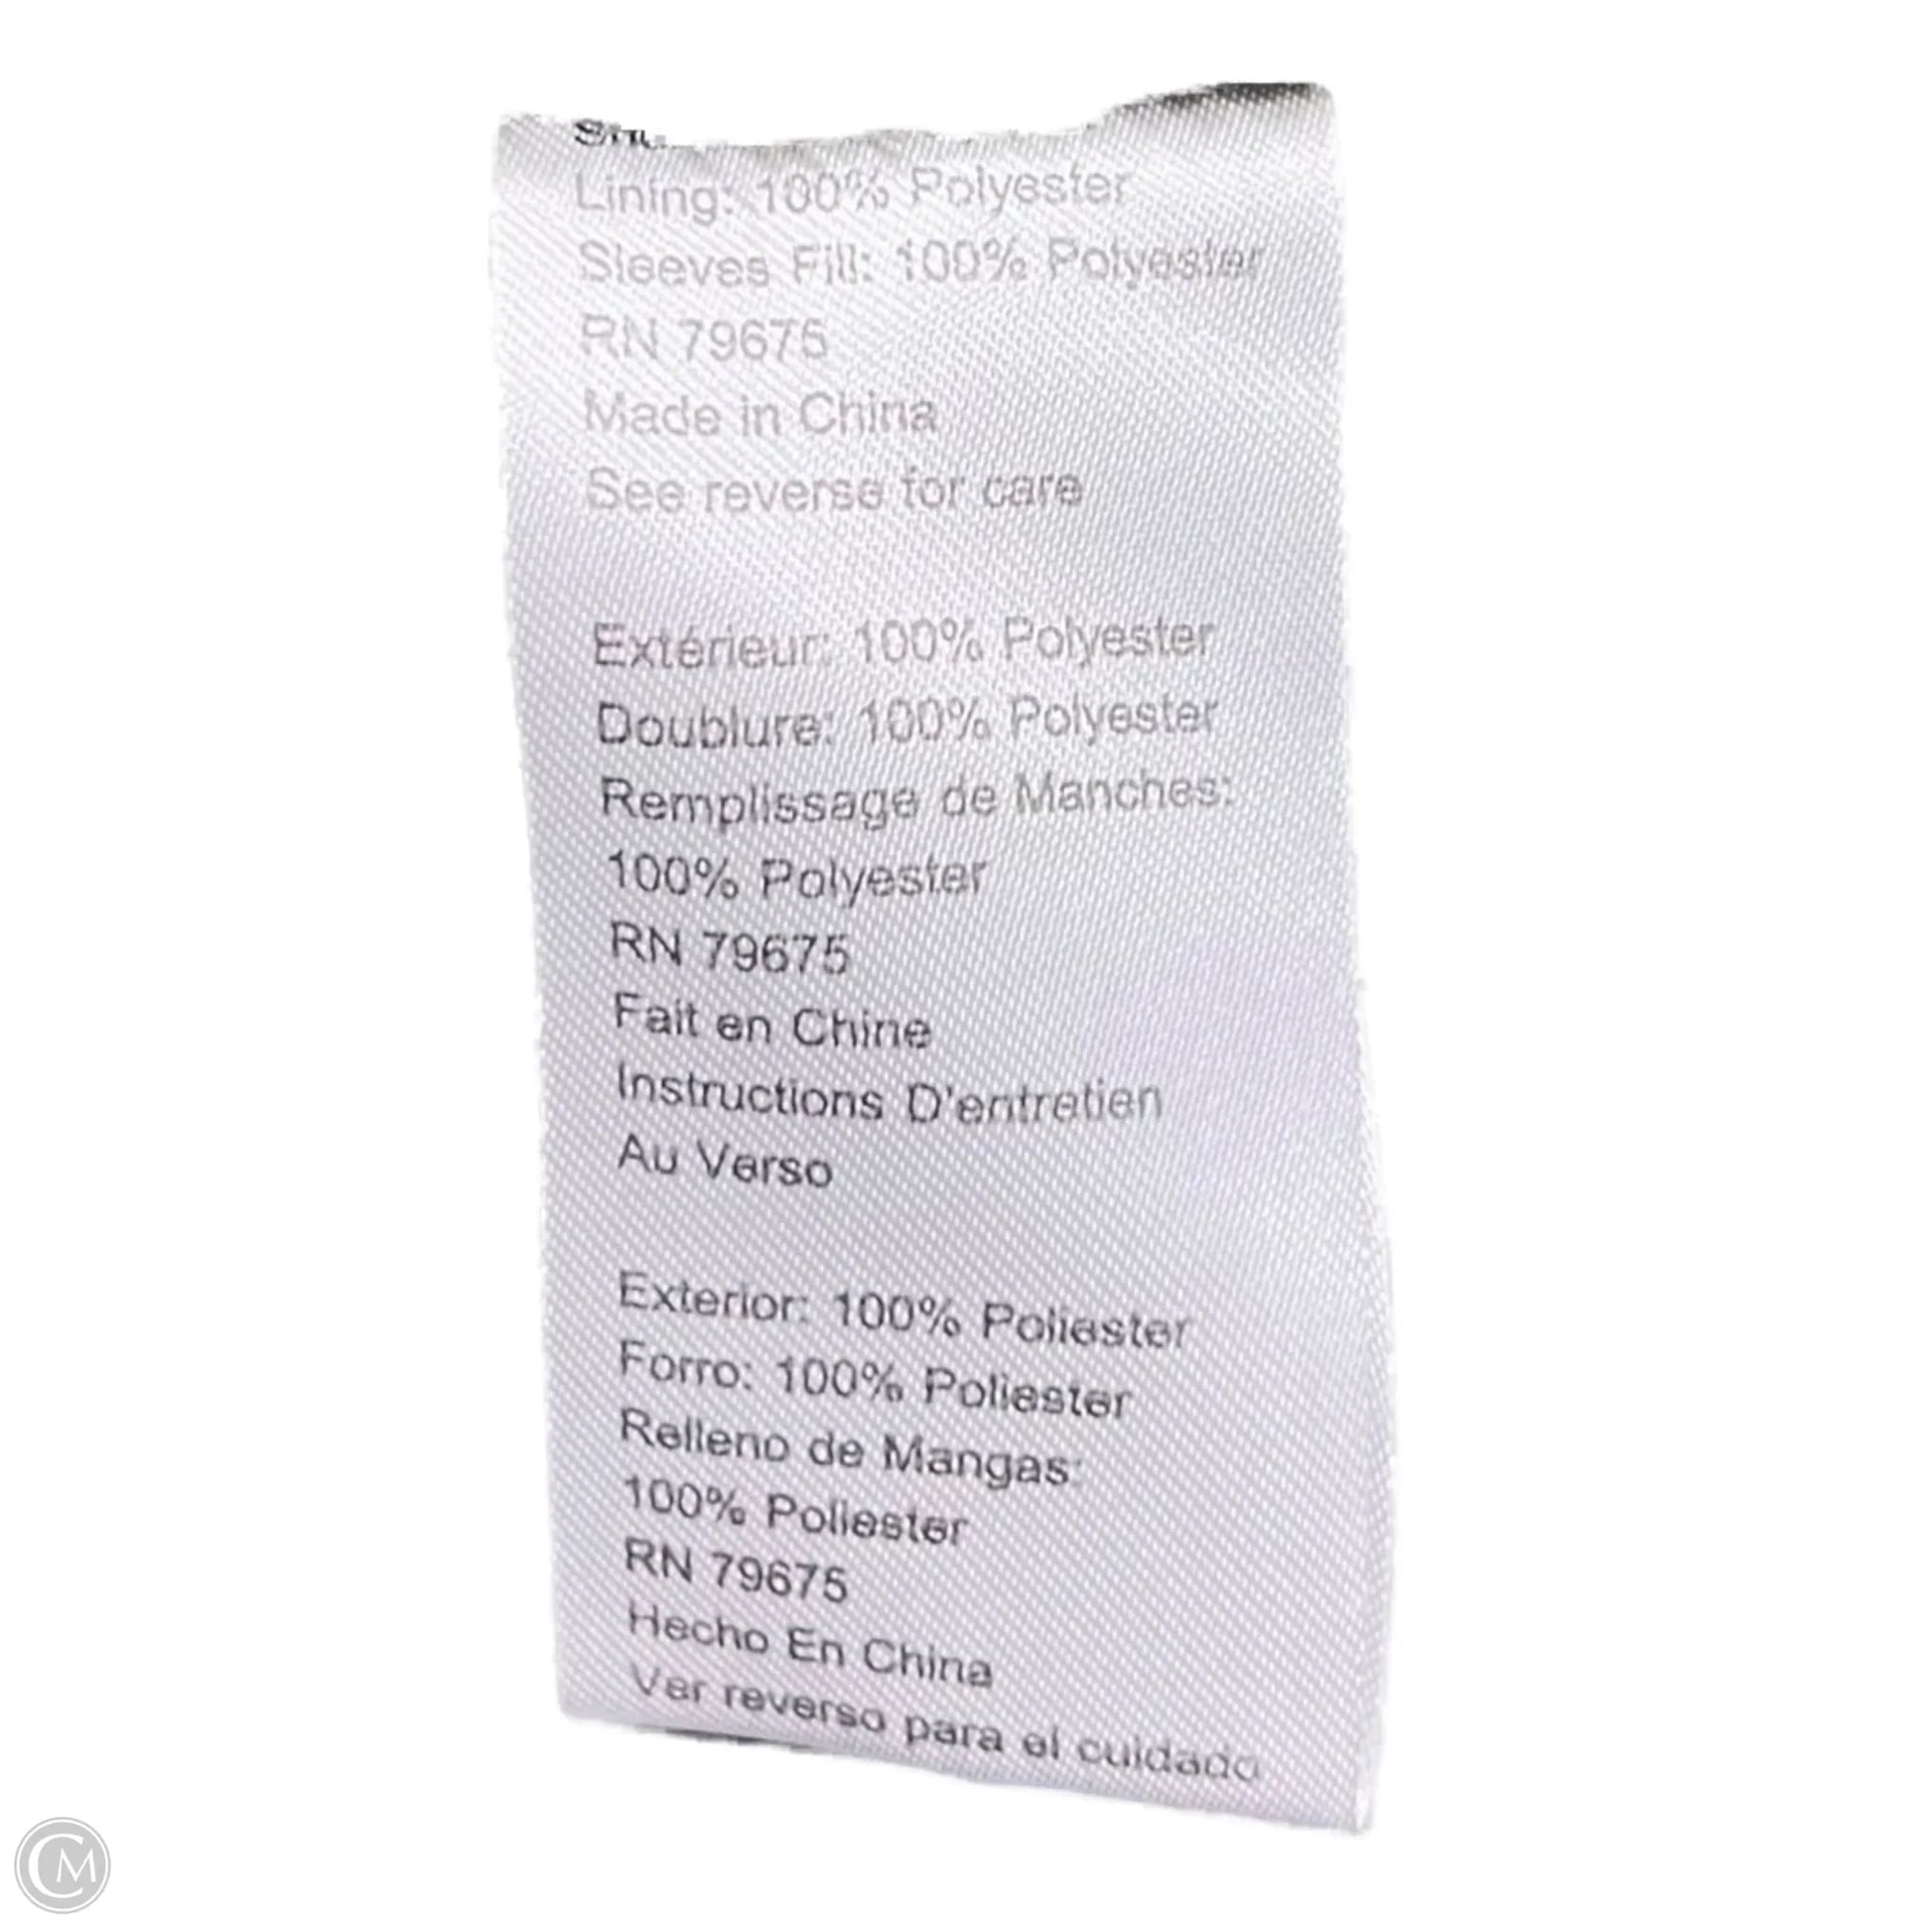 Lining: 100% Polyester
Sleeves Fill: 100% Polyester
RN 79675
Made in China
See reverse for care
Extérieur: 100% Polyester
Doublure: 100% Polyester
Remplissage de Manches:
100% Polyester
RN 79675
Fait en Chine
Instructions D'entretien
Au Verso
Exterior: 100% Poliester
Forro: 100% Poliester
Relleno de Mangas:
100% Poliester
RN 79675
Hecho En China
Ver reverso para el cuidado
CM